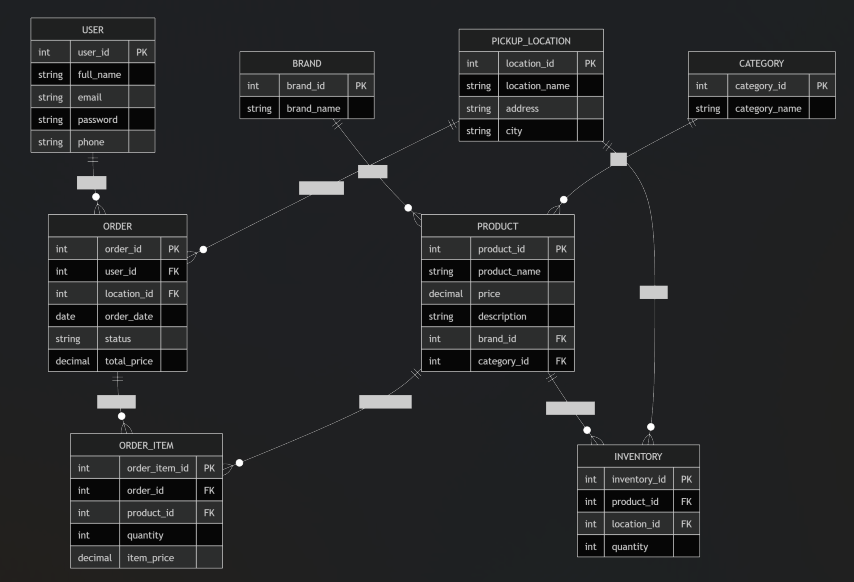 USER
int user_id PK
string full_name
string email
string password
string phone
BRAND
int brand_id PK
string brand_name
PICKUP_LOCATION
int location_id PK
string location_name
string address
string city
CATEGORY
int category_id PK
string category_name
ORDER
int order_id PK
int user_id FK
int location_id FK
date order_date
string status
decimal total_price
PRODUCT
int product_id PK
string product_name
decimal price
string description
int brand_id FK
int category_id FK
ORDER_ITEM
int order_item_id PK
int order_id FK
int product_id FK
int quantity
decimal item_price
INVENTORY
int inventory_id PK
int product_id FK
int location_id FK
int quantity